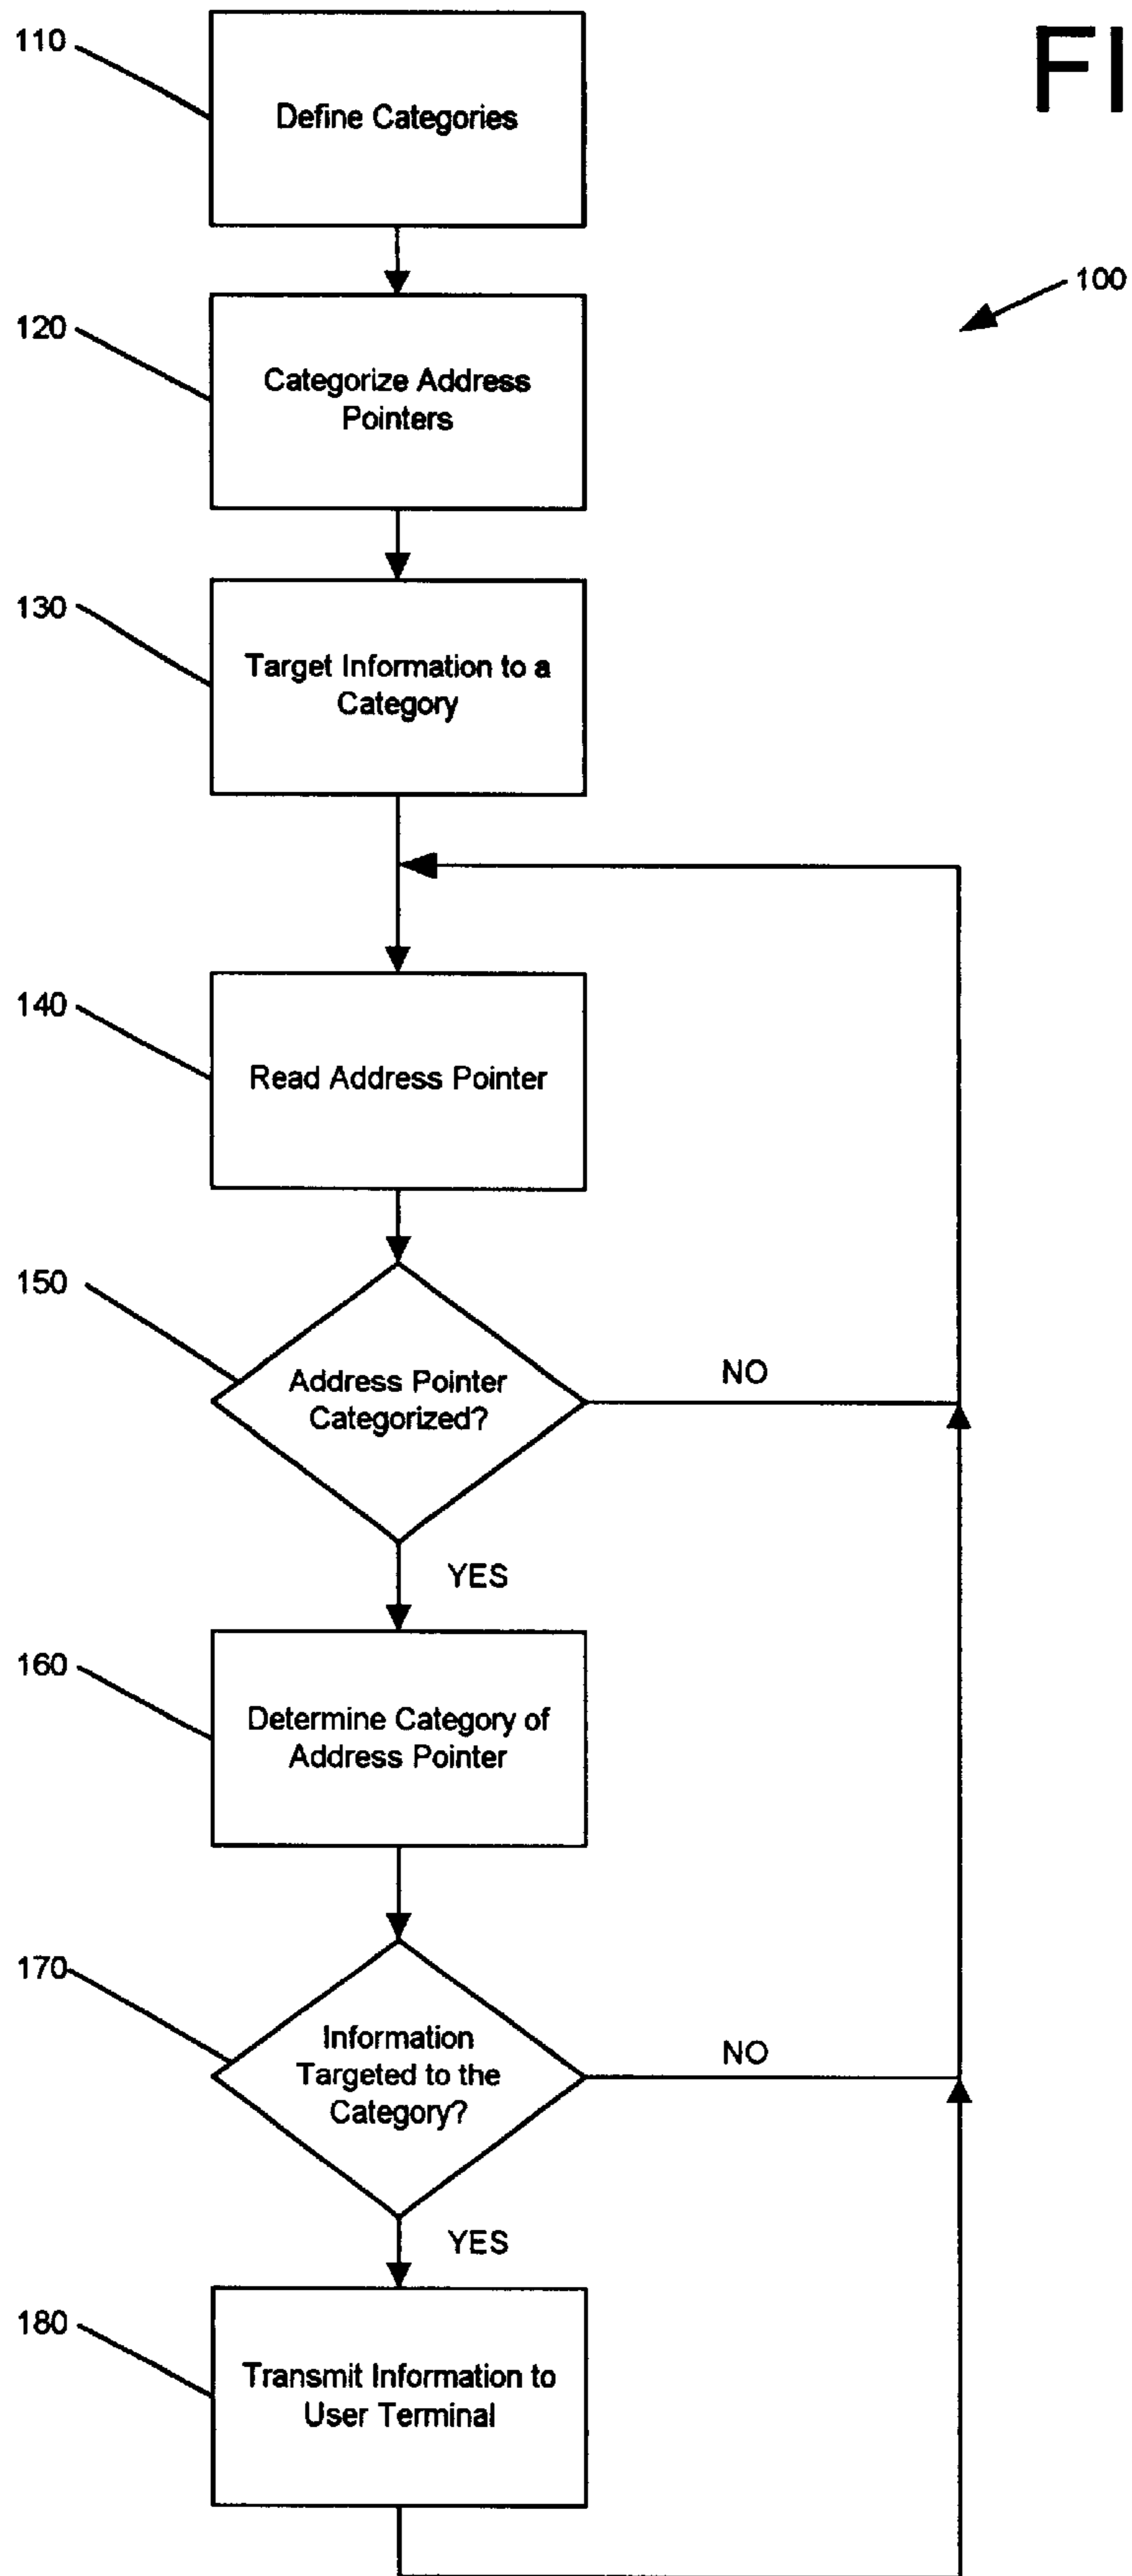 FI
100
110
Define Categories
120
Categorize Address
Pointers
130
Target Information to a
Category
140
Read Address Pointer
150
Address Pointer
Categorized?
NO
YES
160
Determine Category of
Address Pointer
170
Information
Targeted to the
Category?
NO
YES
180
Transmit Information to
User Terminal